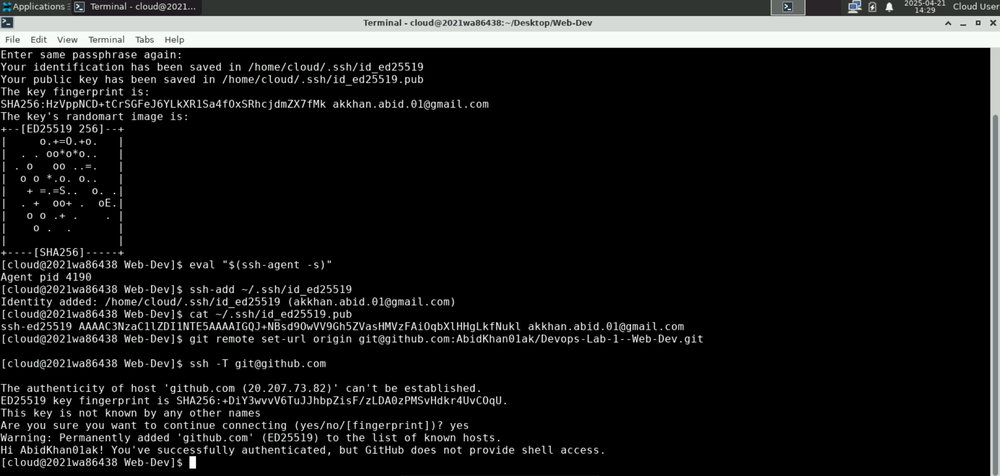 Applications
Terminal - cloud@2021...
2025-04-21
14:29
Cloud User
Terminal - cloud@2021wa86438:~/Desktop/Web-Dev
File Edit View Terminal Tabs Help
Enter same passphrase again:
Your identification has been saved in /home/cloud/.ssh/id_ed25519
Your public key has been saved in /home/cloud/.ssh/id_ed25519.pub
The key fingerprint is:
SHA256:HzVppNCD+tCrSGFeJ6YLkXR1Sa4fOxSRhcjdmZX7fMk akkhan.abid.01@gmail.com
The key's randomart image is:
+--[ED25519 256]--+
|     o.+=O.+o.   |
|  . . oo*o*o..   |
| . o   oo ..=.   |
|  o o *.o. o..   |
|   + =.=S..  o. .|
|  . +  oo+ .  oE.|
|   o o .+ .    . |
|    o .  .       |
|                 |
+----[SHA256]-----+
[cloud@2021wa86438 Web-Dev]$ eval "$(ssh-agent -s)"
Agent pid 4190
[cloud@2021wa86438 Web-Dev]$ ssh-add ~/.ssh/id_ed25519
Identity added: /home/cloud/.ssh/id_ed25519 (akkhan.abid.01@gmail.com)
[cloud@2021wa86438 Web-Dev]$ cat ~/.ssh/id_ed25519.pub
ssh-ed25519 AAAAC3NzaC1lZDI1NTE5AAAAIGQJ+NBsd9OwVV9Gh5ZVasHMVzFAiOqbXlHHgLkfNukl akkhan.abid.01@gmail.com
[cloud@2021wa86438 Web-Dev]$ git remote set-url origin git@github.com:AbidKhan01ak/Devops-Lab-1--Web-Dev.git
[cloud@2021wa86438 Web-Dev]$ ssh -T git@github.com
The authenticity of host 'github.com (20.207.73.82)' can't be established.
ED25519 key fingerprint is SHA256:+DiY3wvvV6TuJJhbpZisF/zLDA0zPMSvHdkr4UvCOqU.
This key is not known by any other names
Are you sure you want to continue connecting (yes/no/[fingerprint])? yes
Warning: Permanently added 'github.com' (ED25519) to the list of known hosts.
Hi AbidKhan01ak! You've successfully authenticated, but GitHub does not provide shell access.
[cloud@2021wa86438 Web-Dev]$